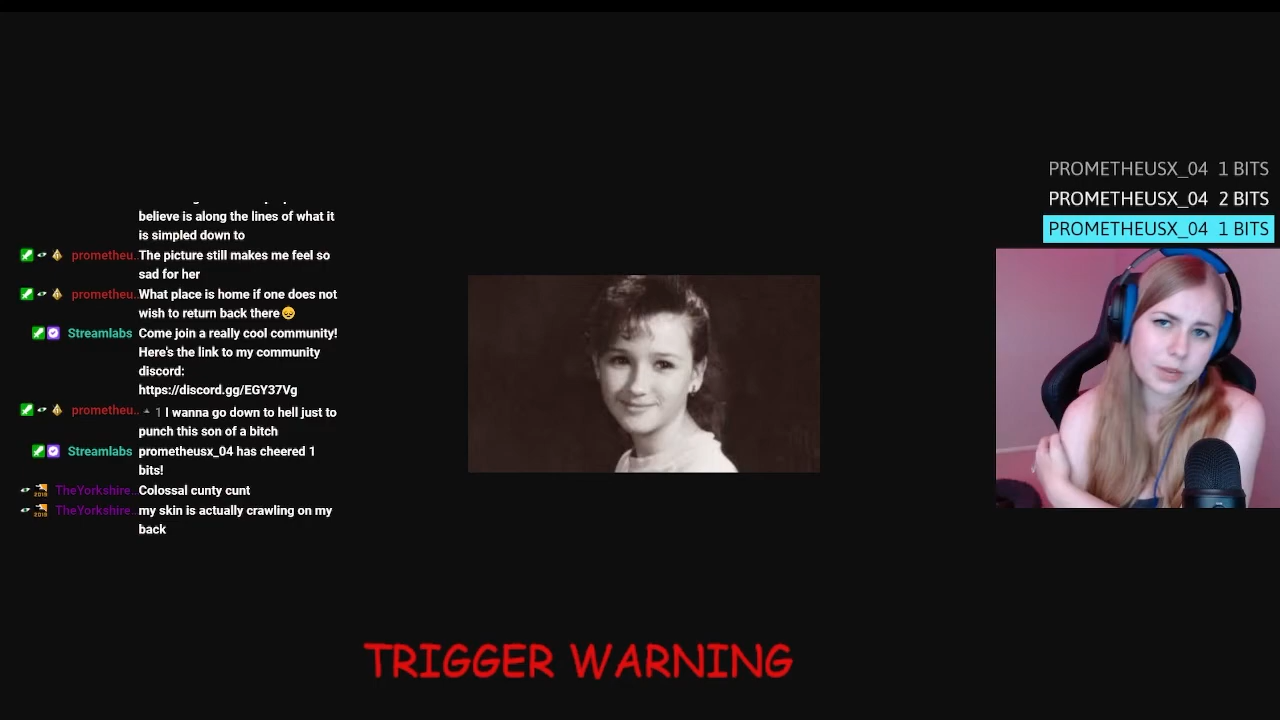 believe is along the lines of what it
is simpled down to
prometheu.. The picture still makes me feel so
sad for her
prometheu.. What place is home if one does not
wish to return back there😔
Streamlabs Come join a really cool community!
Here's the link to my community
discord:
https://discord.gg/EGY37Vg
prometheu.. 1 I wanna go down to hell just to
punch this son of a bitch
Streamlabs prometheusx_04 has cheered 1
bits!
TheYorkshire.. Colossal cunty cunt
TheYorkshire.. my skin is actually crawling on my
back
PROMETHEUSX_04 1 BITS
PROMETHEUSX_04 2 BITS
PROMETHEUSX_04 1 BITS
TRIGGER WARNING